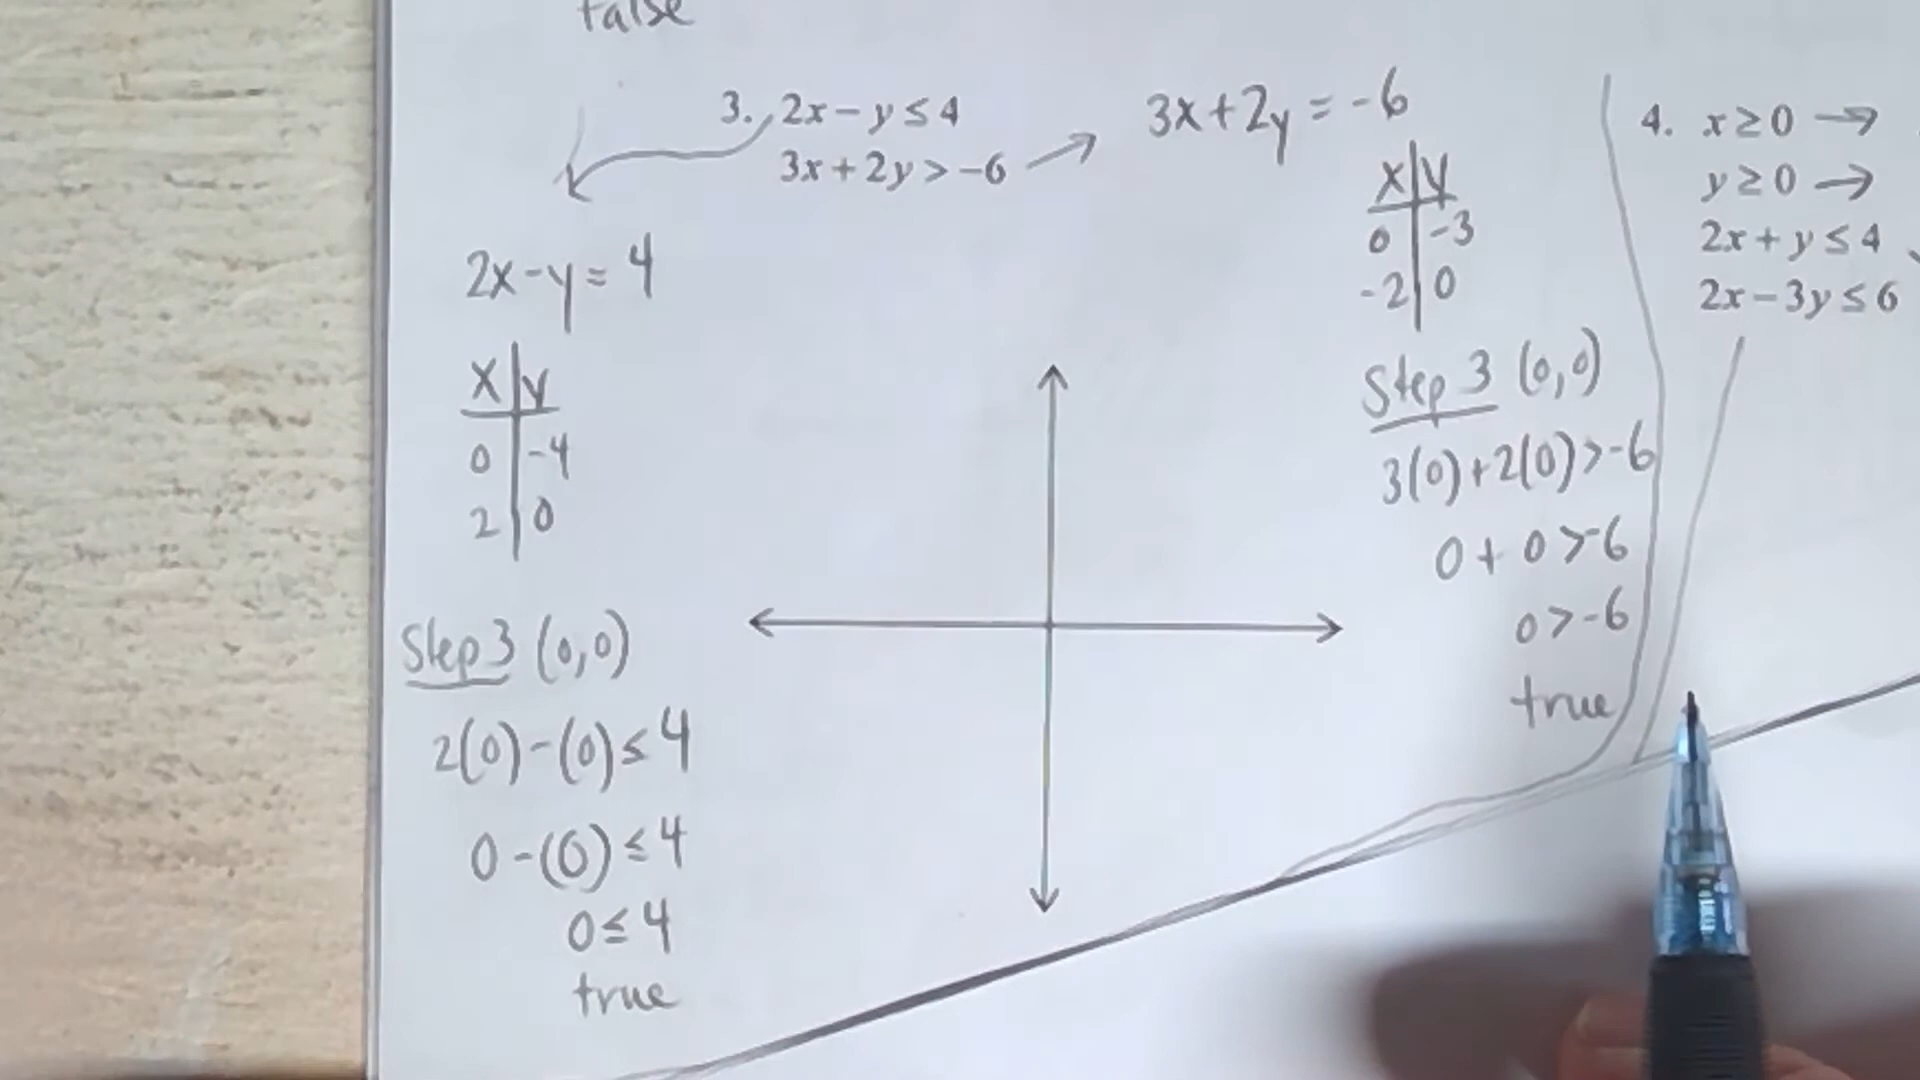 false
3. 2x − y ≤ 4
3x + 2y > −6
2x - y = 4
x | y
0 | -4
2 | 0
Step 3 (0,0)
2(0) - (0) ≤ 4
0 - (0) ≤ 4
0 ≤ 4
true
3x + 2y = -6
x | y
0 | -3
-2 | 0
Step 3 (0,0)
3(0) + 2(0) > -6
0 + 0 > -6
0 > -6
true
4. x ≥ 0 →
y ≥ 0 →
2x + y ≤ 4
2x − 3y ≤ 6